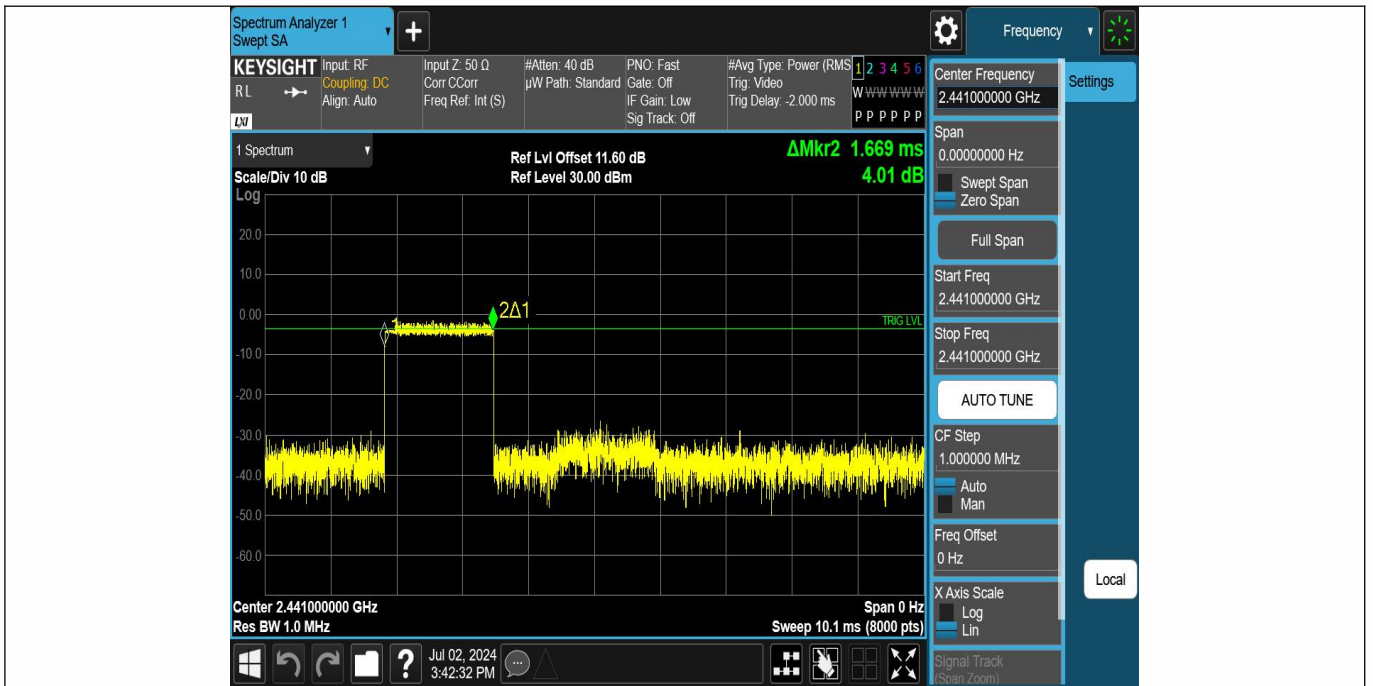 Spectrum Analyzer 1
Swept SA
+
Frequency
KEYSIGHT
RL
LXI
Input: RF
Coupling: DC
Align: Auto
Input Z: 50 Ω
Corr CCorr
Freq Ref: Int (S)
#Atten: 40 dB
µW Path: Standard
PNO: Fast
Gate: Off
IF Gain: Low
Sig Track: Off
#Avg Type: Power (RMS
Trig: Video
Trig Delay: -2.000 ms
1 2 3 4 5 6
W W W W W W
P P P P P P
1 Spectrum
Scale/Div 10 dB
Log
Ref Lvl Offset 11.60 dB
Ref Level 30.00 dBm
ΔMkr2 1.669 ms
4.01 dB
20.0
10.0
0.00
-10.0
-20.0
-30.0
-40.0
-50.0
-60.0
1
2Δ1
TRIG LVL
Center 2.441000000 GHz
Res BW 1.0 MHz
Span 0 Hz
Sweep 10.1 ms (8000 pts)
Center Frequency
2.441000000 GHz
Settings
Span
0.00000000 Hz
Swept Span
Zero Span
Full Span
Start Freq
2.441000000 GHz
Stop Freq
2.441000000 GHz
AUTO TUNE
CF Step
1.000000 MHz
Auto
Man
Freq Offset
0 Hz
X Axis Scale
Log
Lin
Signal Track
(Span Zoom)
Local
?
Jul 02, 2024
3:42:32 PM